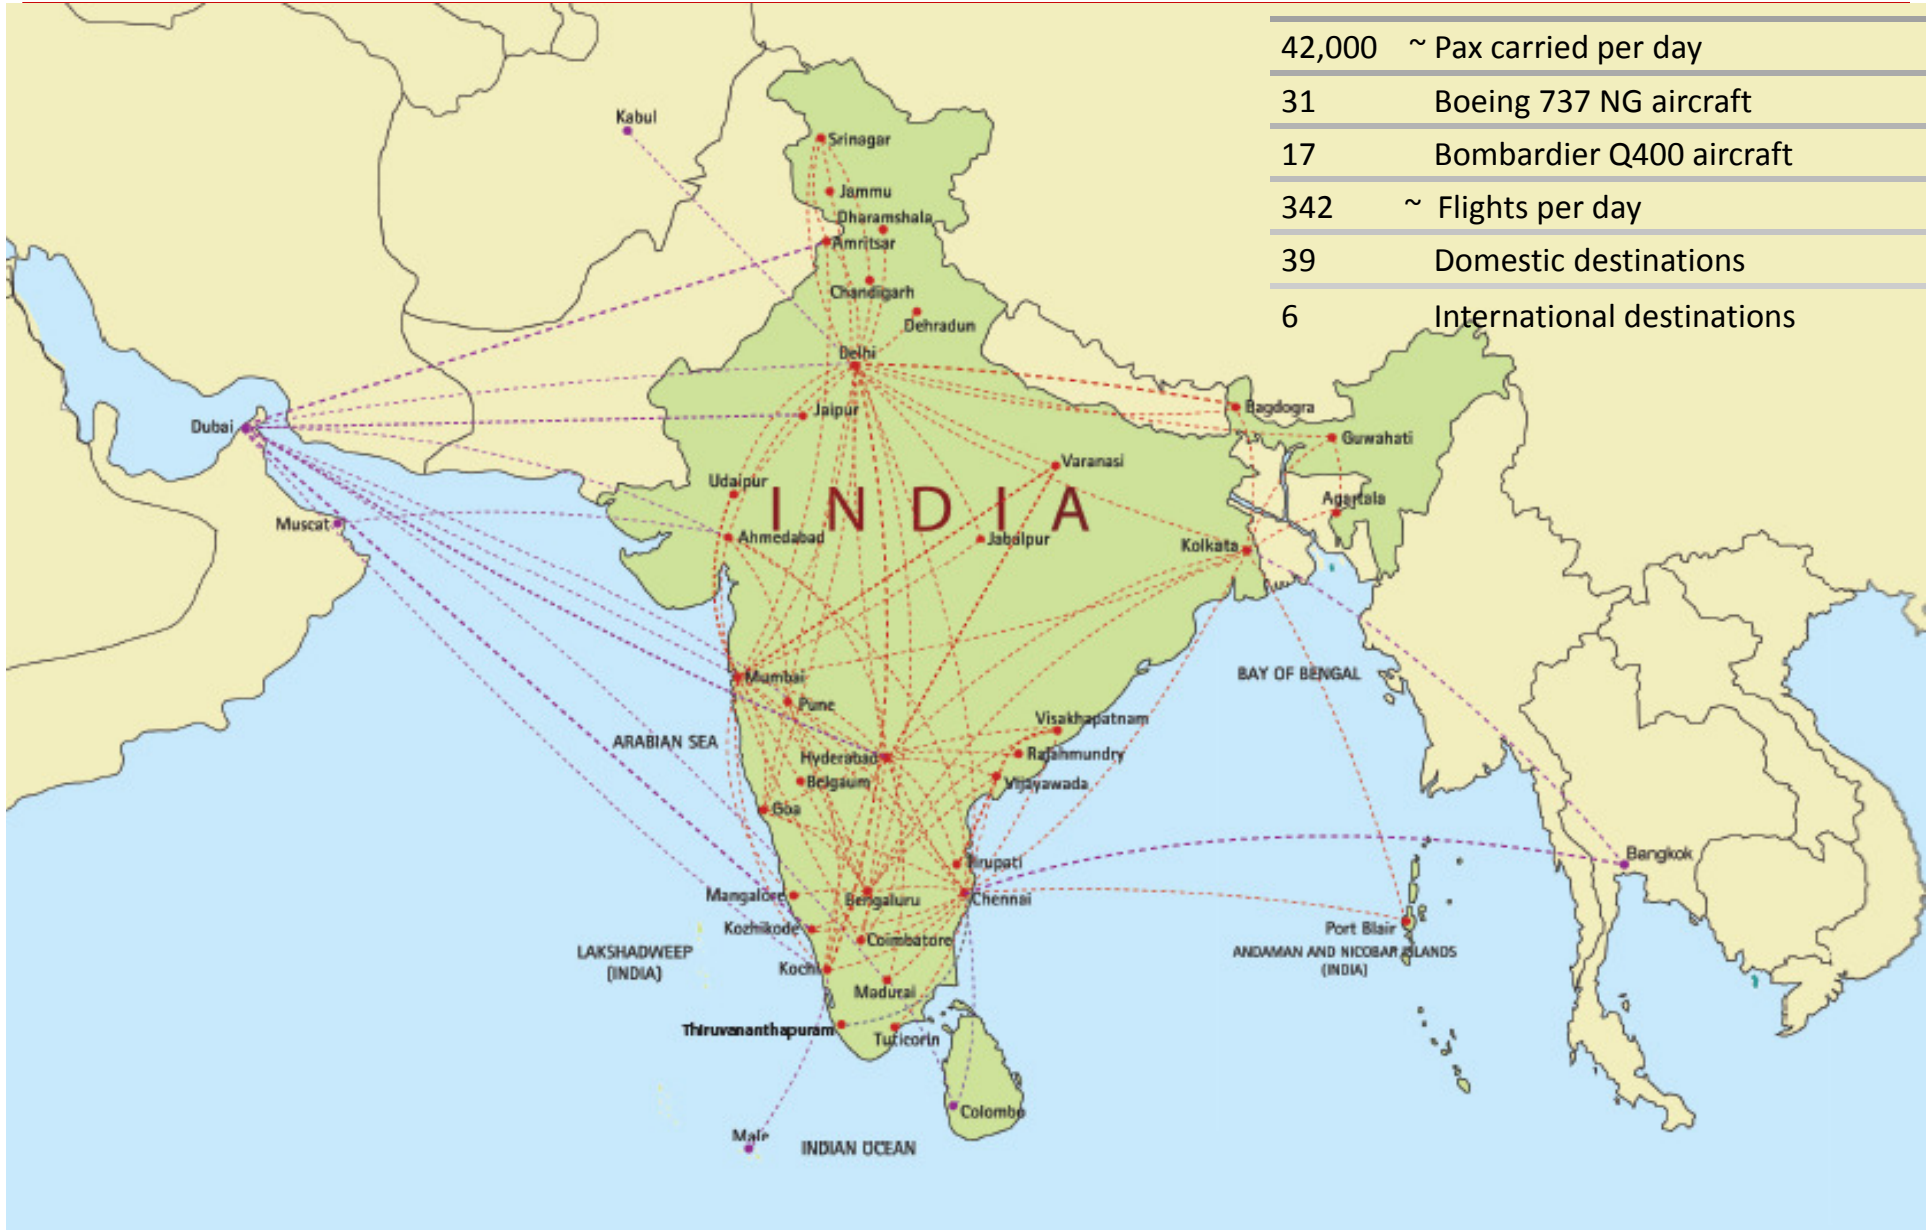 42,000 ~ Pax carried per day
31 Boeing 737 NG aircraft
17 Bombardier Q400 aircraft
342 ~ Flights per day
39 Domestic destinations
6 International destinations
Kabul
Srinagar
Jammu
Dharamshala
Amritsar
Chandigarh
Dehradun
Delhi
Jaipur
Bagdogra
Dubai
Guwahati
Varanasi
Udaipur
INDIA
Agartala
Muscat
Ahmedabad
Jabalpur
Kolkata
Mumbai
BAY OF BENGAL
Pune
Visakhapatnam
ARABIAN SEA
Hyderabad
Rajahmundry
Belgaum
Vijayawada
Goa
Tirupati
Bangkok
Mangalore
Bengaluru
Chennai
Kozhikode
Coimbatore
Port Blair
LAKSHADWEEP
(INDIA)
ANDAMAN AND NICOBAR ISLANDS
(INDIA)
Kochi
Madurai
Thiruvananthapuram
Tuticorin
Colombo
Male
INDIAN OCEAN